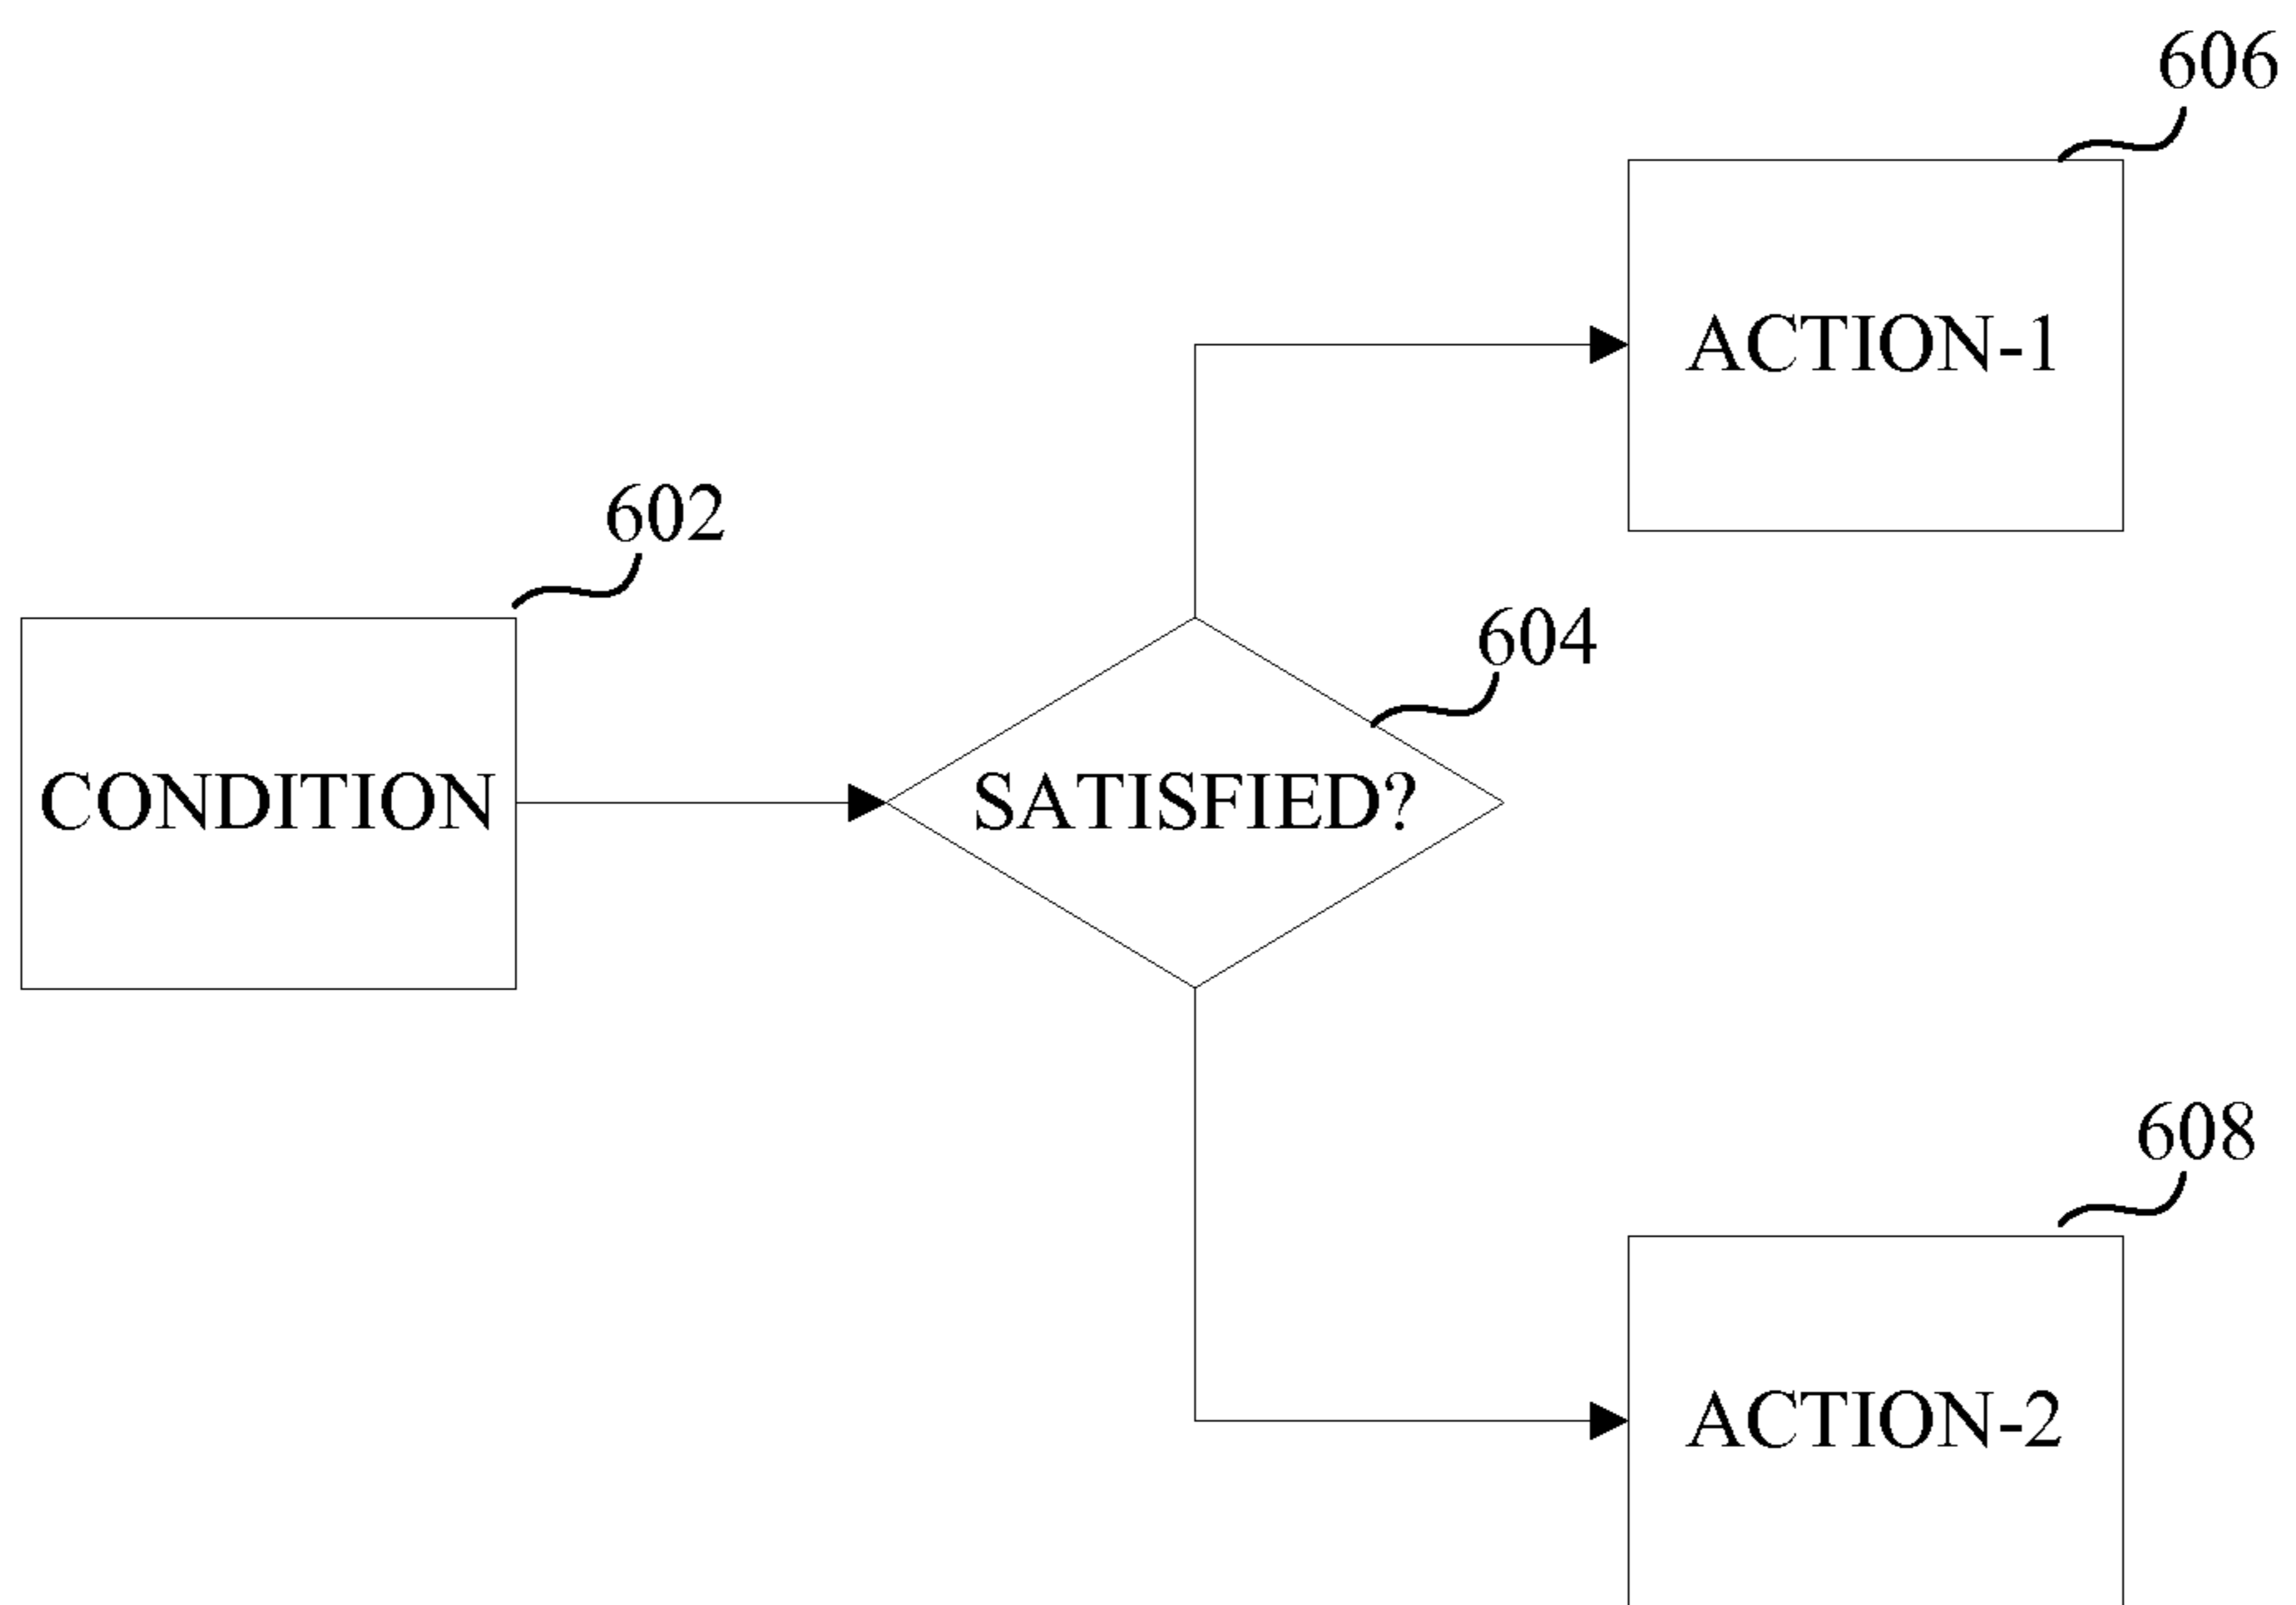 606
ACTION-1
602
604
CONDITION
SATISFIED?
608
ACTION-2